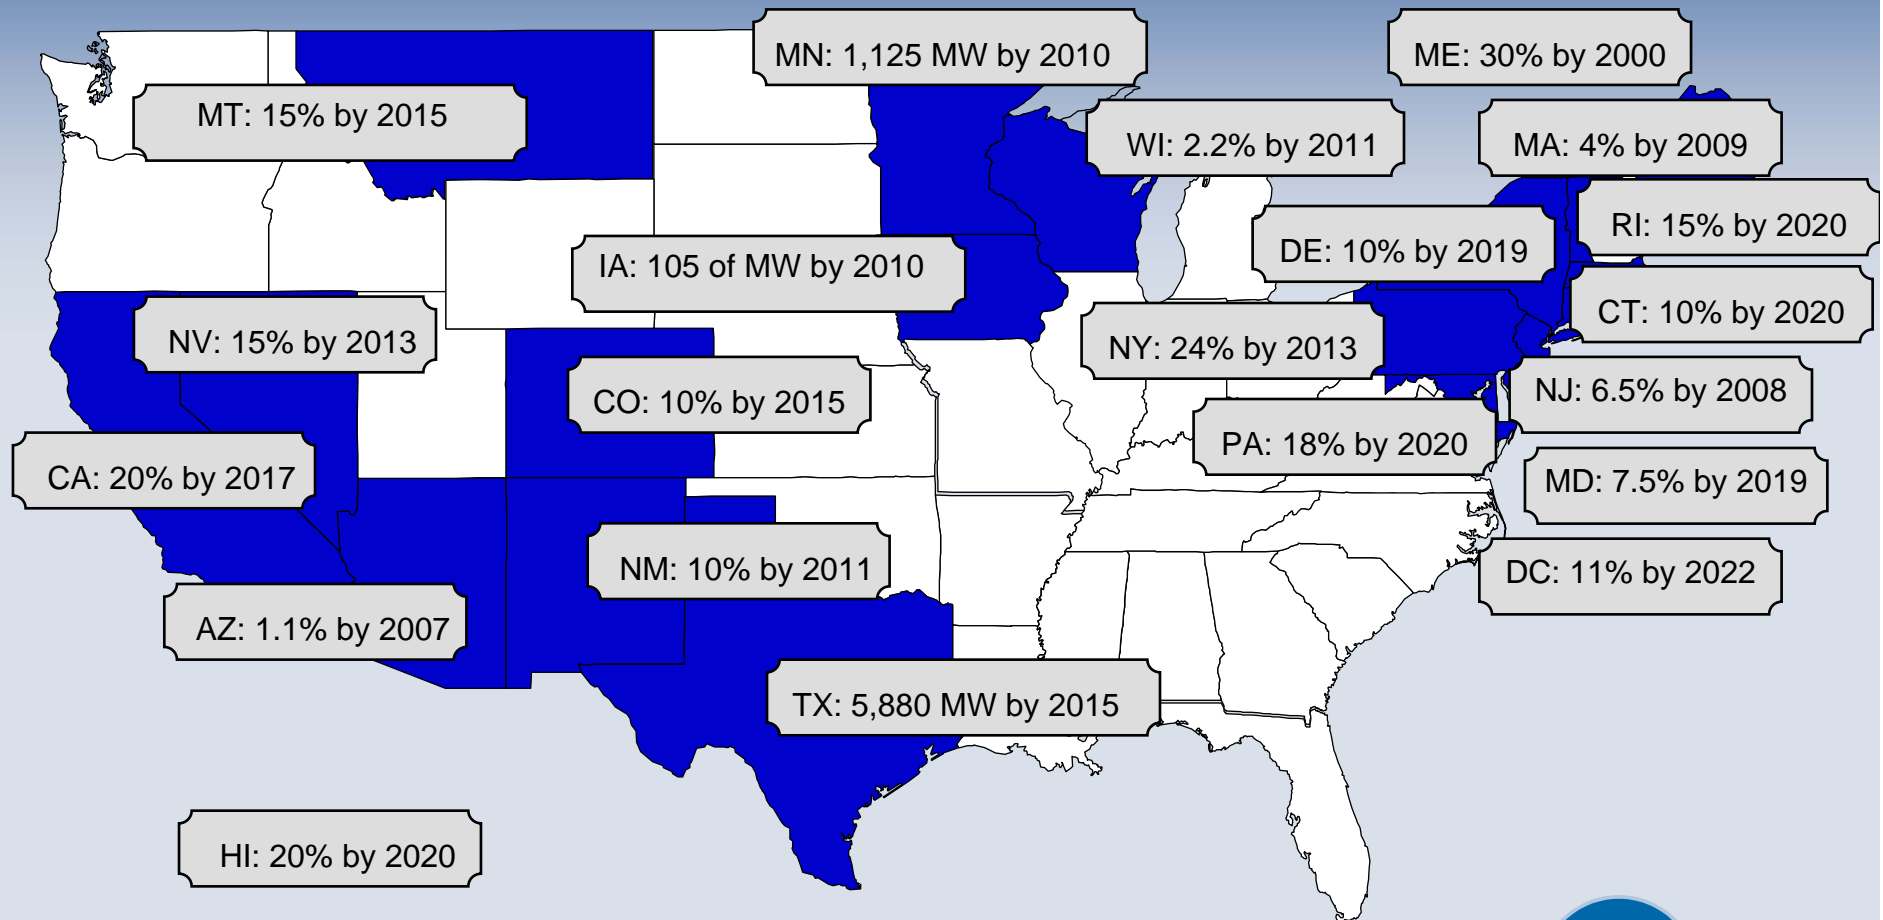 MN: 1,125 MW by 2010
ME: 30% by 2000
MT: 15% by 2015
WI: 2.2% by 2011
MA: 4% by 2009
RI: 15% by 2020
IA: 105 of MW by 2010
DE: 10% by 2019
CT: 10% by 2020
NV: 15% by 2013
NY: 24% by 2013
CO: 10% by 2015
NJ: 6.5% by 2008
PA: 18% by 2020
CA: 20% by 2017
MD: 7.5% by 2019
NM: 10% by 2011
DC: 11% by 2022
AZ: 1.1% by 2007
TX: 5,880 MW by 2015
HI: 20% by 2020